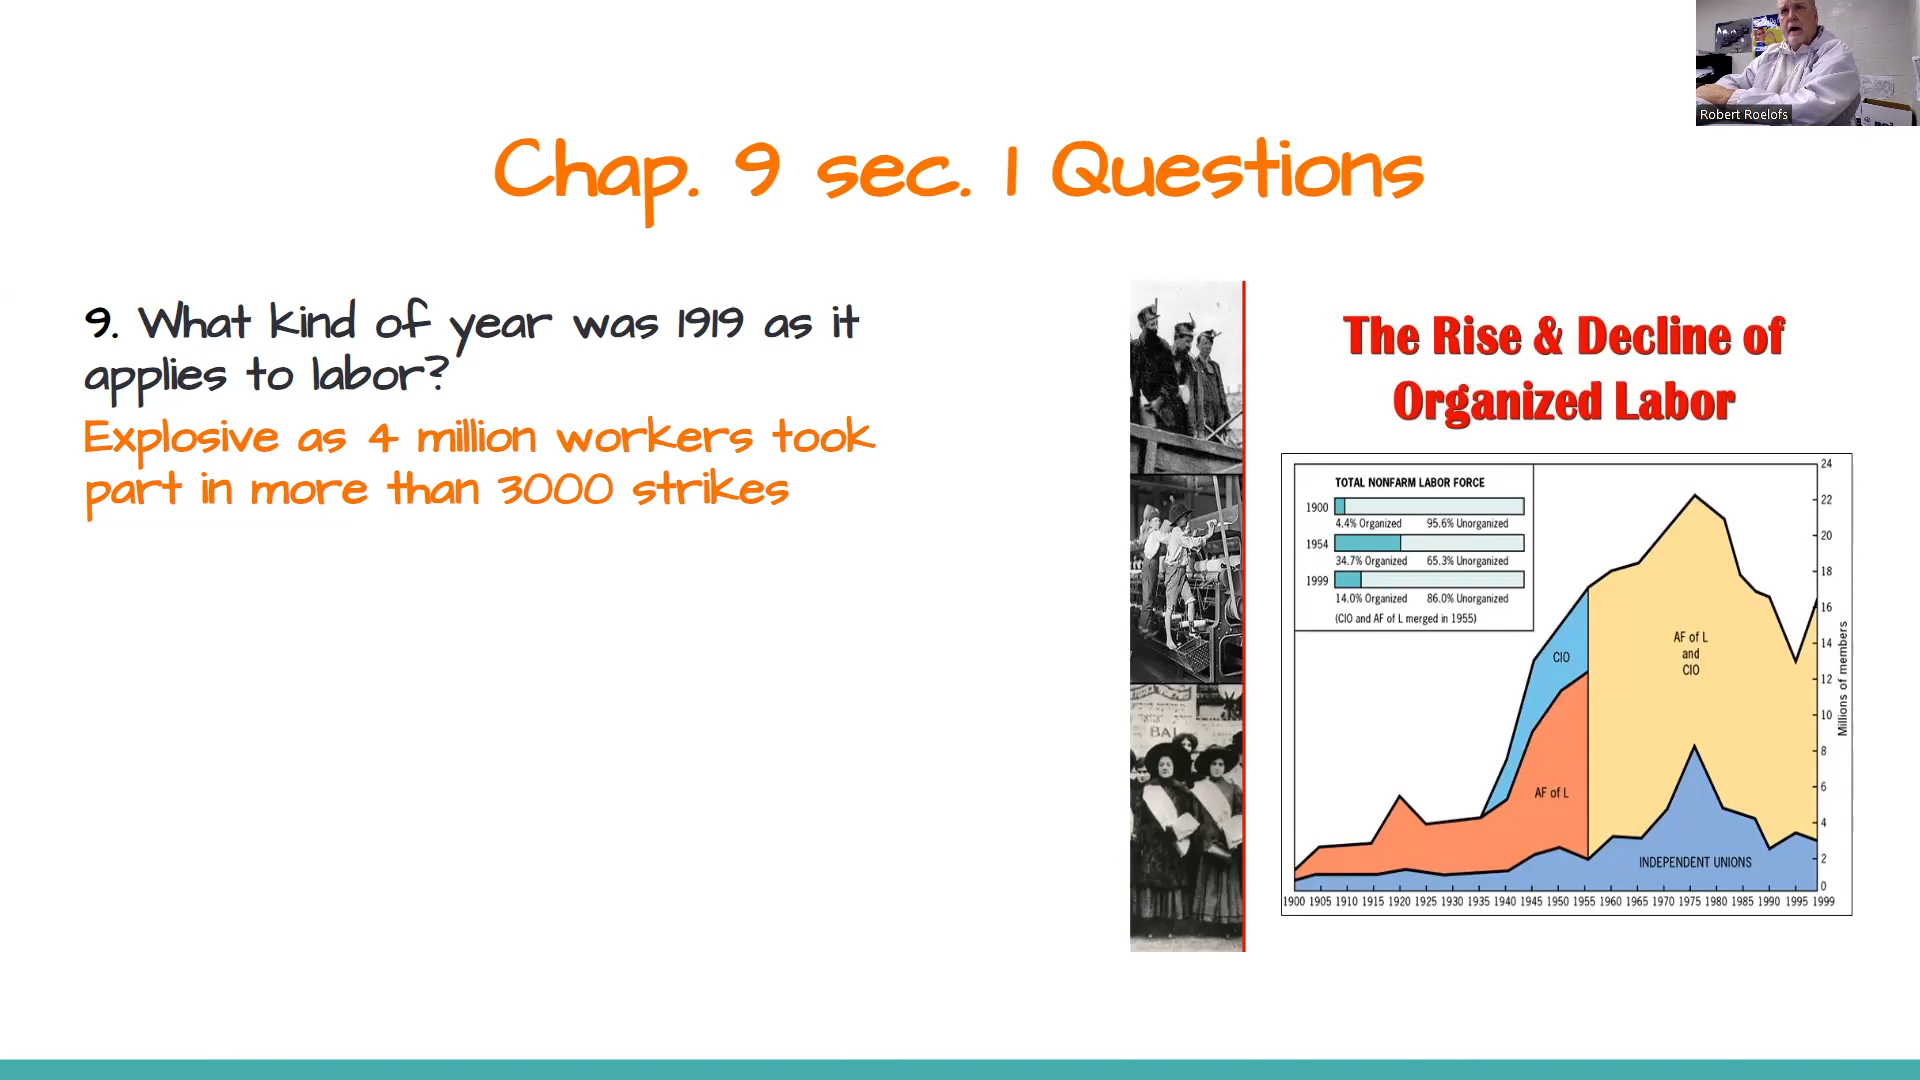 Robert Roelofs
Chap. 9 sec. 1 Questions
9. What kind of year was 1919 as it
applies to labor?
Explosive as 4 million workers took
part in more than 3000 strikes
The Rise & Decline of
Organized Labor
TOTAL NONFARM LABOR FORCE
1900
4.4% Organized 95.6% Unorganized
1954
34.7% Organized 65.3% Unorganized
1999
14.0% Organized 86.0% Unorganized
(CIO and AF of L merged in 1955)
CIO
AF of L
AF of L
and
CIO
INDEPENDENT UNIONS
24
22
20
18
16
14
12
10
8
6
4
2
0
Millions of members
1900 1905 1910 1915 1920 1925 1930 1935 1940 1945 1950 1955 1960 1965 1970 1975 1980 1985 1990 1995 1999
BAL